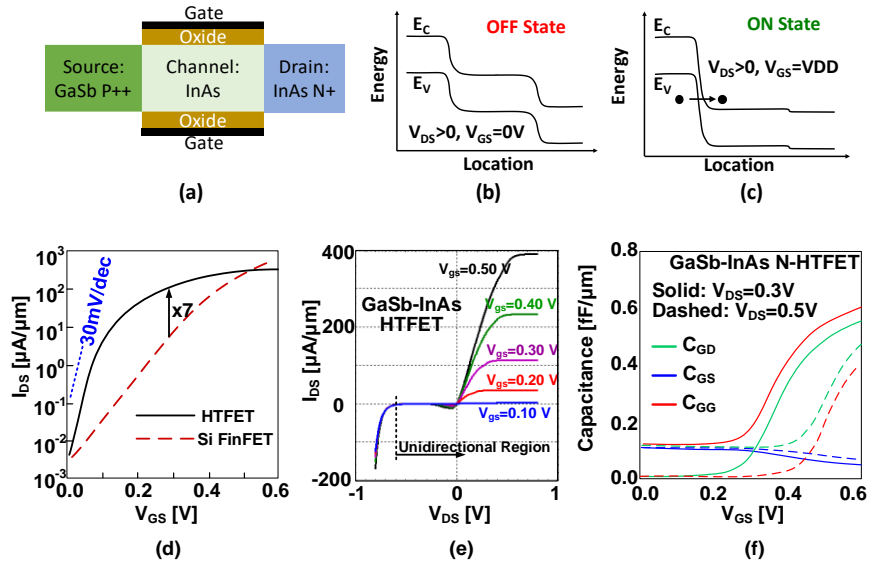 Gate
Oxide
Source:
GaSb P++
Channel:
InAs
Drain:
InAs N+
Oxide
Gate
(a)
Energy
E_C
OFF State
E_V
V_DS>0, V_GS=0V
Location
(b)
Energy
E_C
ON State
V_DS>0, V_GS=VDD
E_V
Location
(c)
I_DS [µA/µm]
10^3
10^2
10^1
10^0
10^-1
10^-2
10^-3
30mV/dec
x7
HTFET
Si FinFET
0.0 0.2 0.4 0.6
V_GS [V]
(d)
I_DS [µA/µm]
400
200
0
-200
V_gs=0.50 V
GaSb-InAs
HTFET
V_gs=0.40 V
V_gs=0.30 V
V_gs=0.20 V
V_gs=0.10 V
Unidirectional Region
-1 0 1
V_DS [V]
(e)
Capacitance [fF/µm]
0.8
0.6
0.4
0.2
0.0
GaSb-InAs N-HTFET
Solid: V_DS=0.3V
Dashed: V_DS=0.5V
C_GD
C_GS
C_GG
0.0 0.2 0.4 0.6
V_GS [V]
(f)